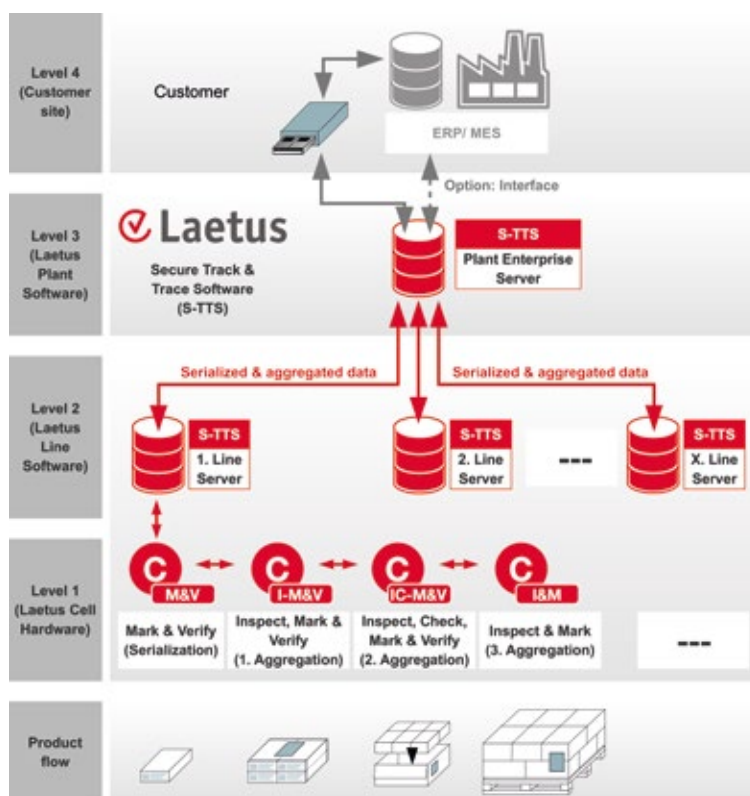 Level 4
(Customer
site)
Customer
ERP/ MES
Option: Interface
Level 3
(Laetus
Plant
Software)
Laetus
Secure Track &
Trace Software
(S-TTS)
S-TTS
Plant Enterprise
Server
Serialized & aggregated data
Serialized & aggregated data
Level 2
(Laetus
Line
Software)
S-TTS
1. Line
Server
S-TTS
2. Line
Server
---
S-TTS
X. Line
Server
Level 1
(Laetus Cell
Hardware)
C
M&V
C
I-M&V
C
IC-M&V
C
I&M
Mark & Verify
(Serialization)
Inspect, Mark &
Verify
(1. Aggregation)
Inspect, Check,
Mark & Verify
(2. Aggregation)
Inspect & Mark
(3. Aggregation)
---
Product
flow